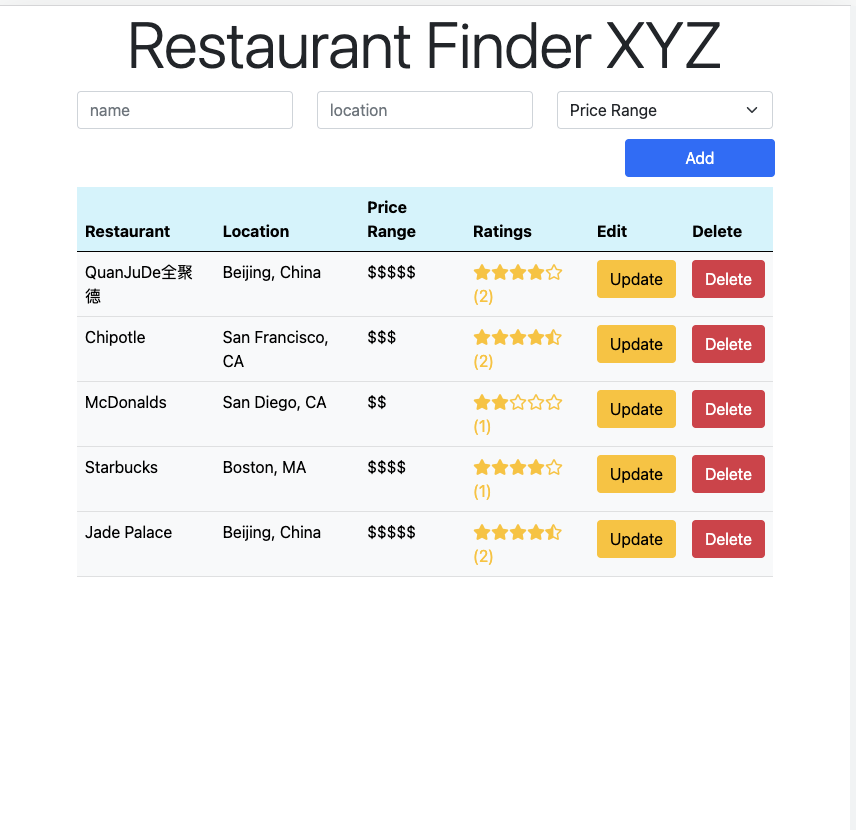 Restaurant Finder XYZ
name location Price Range
Add
Restaurant Location Price Range Ratings Edit Delete
QuanJuDe全聚德 Beijing, China $$$$$ (2) Update Delete
Chipotle San Francisco, CA $$$ (2) Update Delete
McDonalds San Diego, CA $$ (1) Update Delete
Starbucks Boston, MA $$$$ (1) Update Delete
Jade Palace Beijing, China $$$$$ (2) Update Delete